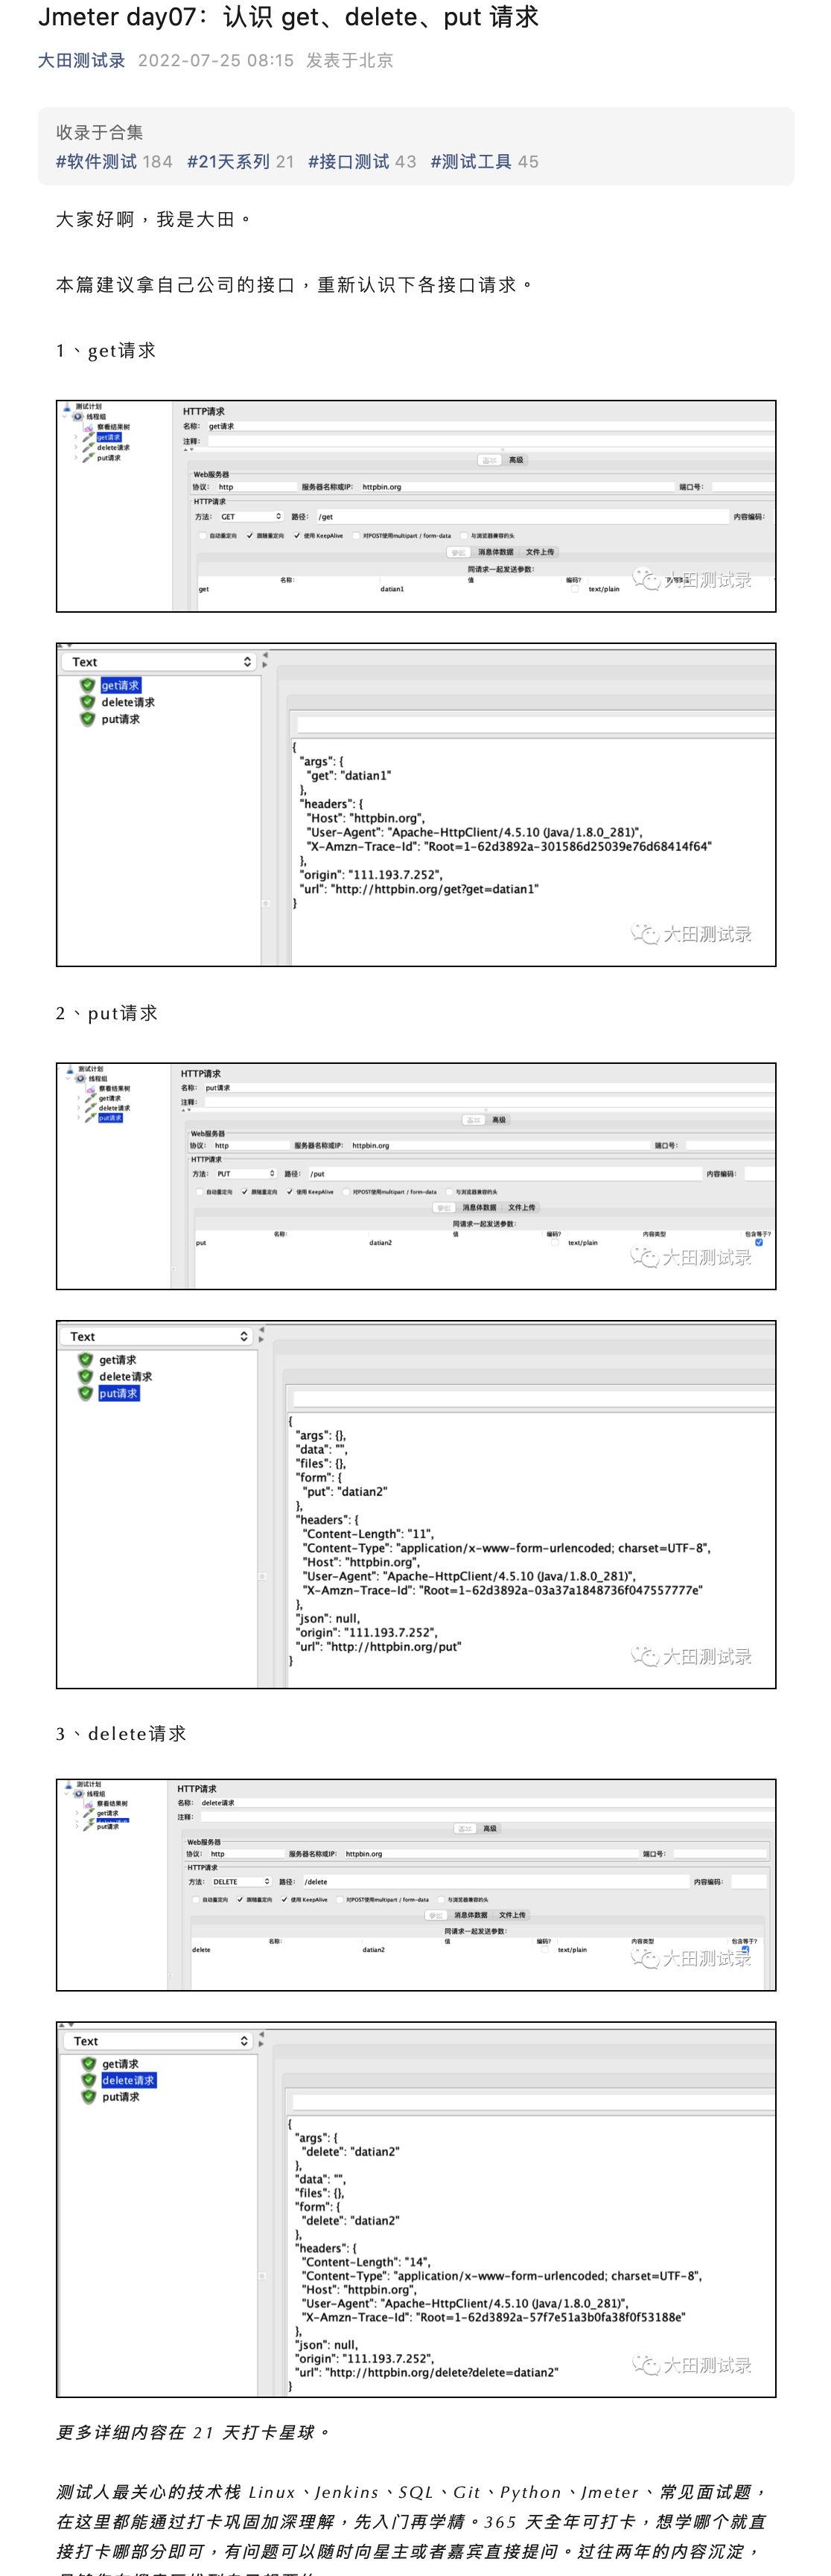 Jmeter day07：认识 get、delete、put 请求
大田测试录 2022-07-25 08:15 发表于北京
收录于合集
#软件测试 184 #21天系列 21 #接口测试 43 #测试工具 45
大家好啊，我是大田。
本篇建议拿自己公司的接口，重新认识下各接口请求。
1、get请求
测试计划
线程组
察看结果树
get请求
delete请求
put请求
HTTP请求
名称: get请求
注释:
高级
Web服务器
协议: http 服务器名称或IP: httpbin.org 端口号:
HTTP请求
方法: GET 路径: /get 内容编码:
自动重定向 跟随重定向 使用 KeepAlive 对POST使用multipart / form-data 与浏览器兼容的头
消息体数据 文件上传
同请求一起发送参数:
名称: 值 编码?
get datian1 text/plain
大田测试录
Text
get请求
delete请求
put请求
{
"args": {
"get": "datian1"
},
"headers": {
"Host": "httpbin.org",
"User-Agent": "Apache-HttpClient/4.5.10 (Java/1.8.0_281)",
"X-Amzn-Trace-Id": "Root=1-62d3892a-301586d25039e76d68414f64"
},
"origin": "111.193.7.252",
"url": "http://httpbin.org/get?get=datian1"
}
大田测试录
2、put请求
测试计划
线程组
察看结果树
get请求
delete请求
put请求
HTTP请求
名称: put请求
注释:
高级
Web服务器
协议: http 服务器名称或IP: httpbin.org 端口号:
HTTP请求
方法: PUT 路径: /put 内容编码:
自动重定向 跟随重定向 使用 KeepAlive 对POST使用multipart / form-data 与浏览器兼容的头
消息体数据 文件上传
同请求一起发送参数:
名称: 值 编码? 内容类型 包含等于?
put datian2 text/plain
大田测试录
Text
get请求
delete请求
put请求
{
"args": {},
"data": "",
"files": {},
"form": {
"put": "datian2"
},
"headers": {
"Content-Length": "11",
"Content-Type": "application/x-www-form-urlencoded; charset=UTF-8",
"Host": "httpbin.org",
"User-Agent": "Apache-HttpClient/4.5.10 (Java/1.8.0_281)",
"X-Amzn-Trace-Id": "Root=1-62d3892a-03a37a1848736f047557777e"
},
"json": null,
"origin": "111.193.7.252",
"url": "http://httpbin.org/put"
}
大田测试录
3、delete请求
测试计划
线程组
察看结果树
get请求
put请求
HTTP请求
名称: delete请求
注释:
高级
Web服务器
协议: http 服务器名称或IP: httpbin.org 端口号:
HTTP请求
方法: DELETE 路径: /delete 内容编码:
自动重定向 跟随重定向 使用 KeepAlive 对POST使用multipart / form-data 与浏览器兼容的头
消息体数据 文件上传
同请求一起发送参数:
名称: 值 编码? 内容类型 包含等于?
delete datian2 text/plain
大田测试录
Text
get请求
delete请求
put请求
{
"args": {
"delete": "datian2"
},
"data": "",
"files": {},
"form": {
"delete": "datian2"
},
"headers": {
"Content-Length": "14",
"Content-Type": "application/x-www-form-urlencoded; charset=UTF-8",
"Host": "httpbin.org",
"User-Agent": "Apache-HttpClient/4.5.10 (Java/1.8.0_281)",
"X-Amzn-Trace-Id": "Root=1-62d3892a-57f7e51a3b0fa38f0f53188e"
},
"json": null,
"origin": "111.193.7.252",
"url": "http://httpbin.org/delete?delete=datian2"
}
大田测试录
更多详细内容在 21 天打卡星球。
测试人最关心的技术栈 Linux、Jenkins、SQL、Git、Python、Jmeter、常见面试题，
在这里都能通过打卡巩固加深理解，先入门再学精。365 天全年可打卡，想学哪个就直
接打卡哪部分即可，有问题可以随时向星主或者嘉宾直接提问。过往两年的内容沉淀，